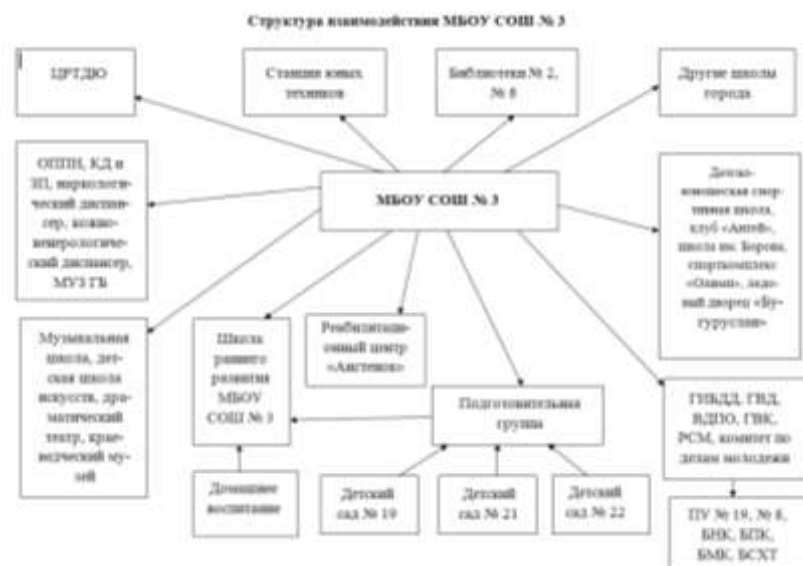 Структура взаимодействия МБОУ СОШ № 3
ЦРТДЮ
Станция юных
техников
Библиотеки № 2,
№ 8
Другие школы
города
ОППН, КД и
ЗП, наркологи-
ческий диспан-
сер, кожно-
венерологиче-
ский диспансер,
МУЗ ГБ
МБОУ СОШ № 3
Детско-
юношеская спор-
тивная школа,
клуб «Антей»,
школа им. Борова,
спорткомплекс
«Олимп», ледо-
вый дворец «Бу-
гуруслан»
Музыкальная
школа, дет-
ская школа
искусств, дра-
матический
театр, крае-
ведческий му-
зей
Школа
раннего
развития
МБОУ
СОШ № 3
Реабилитаци-
онный центр
«Аистенок»
Подготовительная
группа
ГИБДД, ГВД,
ВДПО, ГВК,
РСМ, комитет по
делам молодежи
Домашнее
воспитание
Детский
сад № 19
Детский
сад № 21
Детский
сад № 22
ПУ № 19, № 8,
БНК, БПК,
БМК, БСХТ